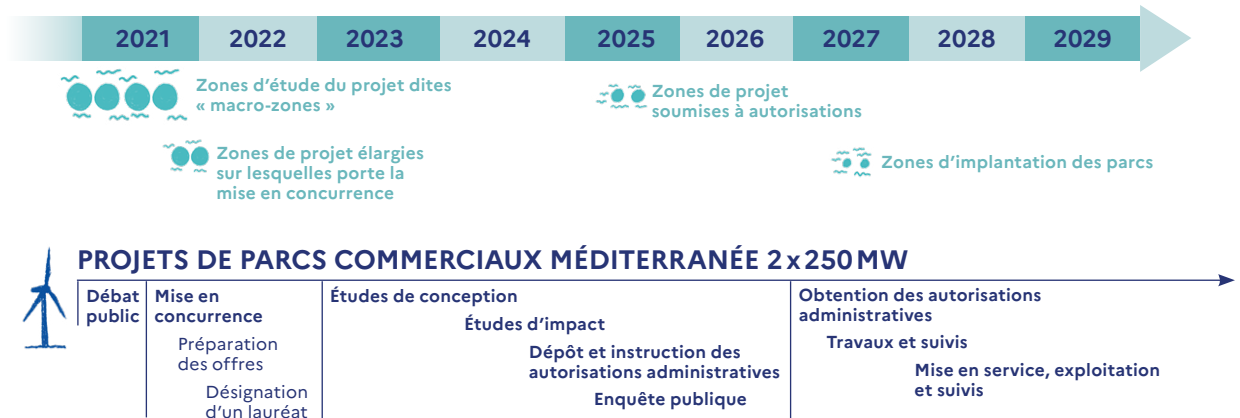 2021 2022 2023 2024 2025 2026 2027 2028 2029
Zones d'étude du projet dites
« macro-zones »
Zones de projet élargies
sur lesquelles porte la
mise en concurrence
Zones de projet
soumises à autorisations
Zones d'implantation des parcs
PROJETS DE PARCS COMMERCIAUX MÉDITERRANÉE 2 x 250 MW
Débat
public
Mise en
concurrence
Préparation
des offres
Désignation
d'un lauréat
Études de conception
Études d'impact
Dépôt et instruction des
autorisations administratives
Enquête publique
Obtention des autorisations
administratives
Travaux et suivis
Mise en service, exploitation
et suivis